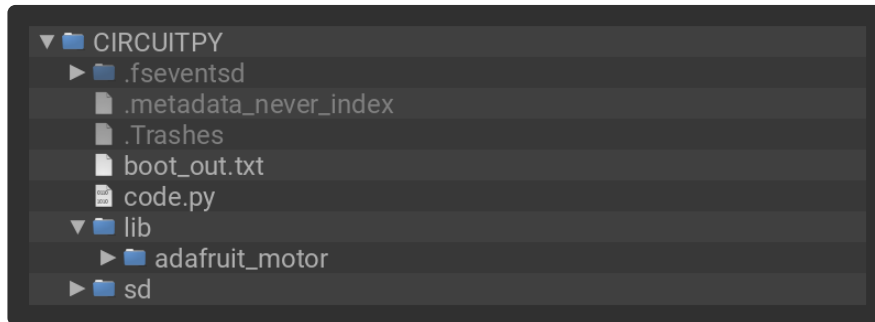 CIRCUITPY
.fseventsd
.metadata_never_index
.Trashes
boot_out.txt
code.py
lib
adafruit_motor
sd